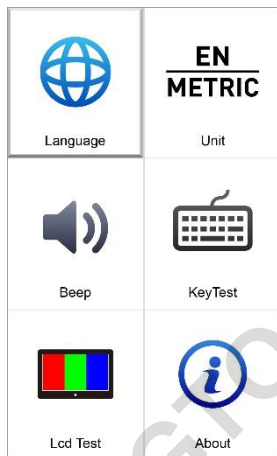 EN
METRIC
Language
Unit
Beep
KeyTest
Lcd Test
About